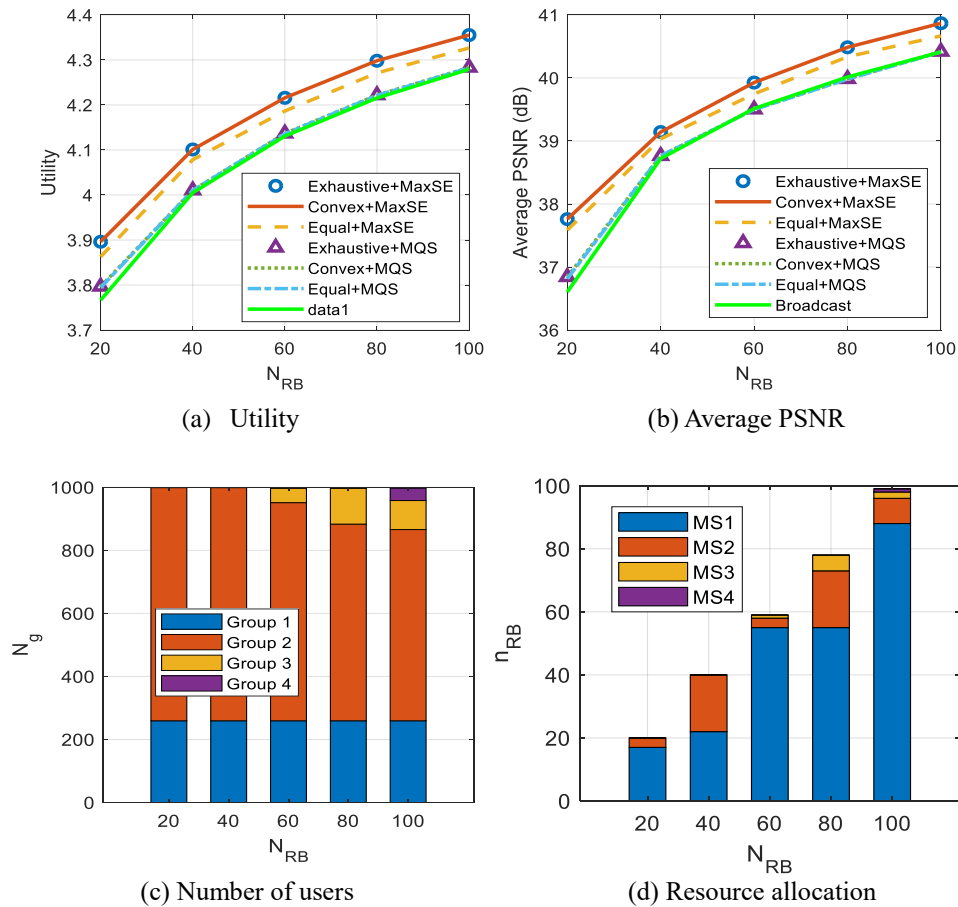 4.4
4.3
4.2
4.1
4
3.9
3.8
3.7
Utility
Exhaustive+MaxSE
Convex+MaxSE
Equal+MaxSE
Exhaustive+MQS
Convex+MQS
Equal+MQS
data1
20 40 60 80 100
N_RB
(a) Utility
41
40
39
38
37
36
Average PSNR (dB)
Exhaustive+MaxSE
Convex+MaxSE
Equal+MaxSE
Exhaustive+MQS
Convex+MQS
Equal+MQS
Broadcast
20 40 60 80 100
N_RB
(b) Average PSNR
1000
800
600
400
200
0
N_g
Group 1
Group 2
Group 3
Group 4
20 40 60 80 100
N_RB
(c) Number of users
100
80
60
40
20
0
n_RB
MS1
MS2
MS3
MS4
20 40 60 80 100
N_RB
(d) Resource allocation